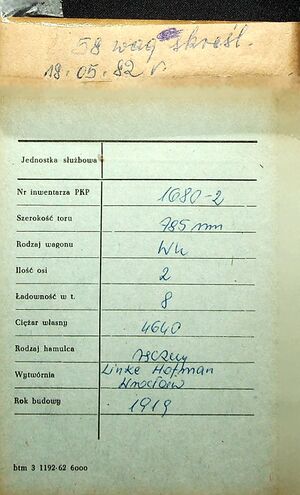 58 wag skreśl.
18.05.82 r.
Jednostka służbowa
Nr inwentarza PKP 1680-2
Szerokość toru 785 mm
Rodzaj wagonu Wh
Ilość osi 2
Ładowność w t. 8
Ciężar własny 4640
Rodzaj hamulca ręczny
Wytwórnia Linke Hofman
Wrocław
Rok budowy 1919
btm 3 1192-62 6000